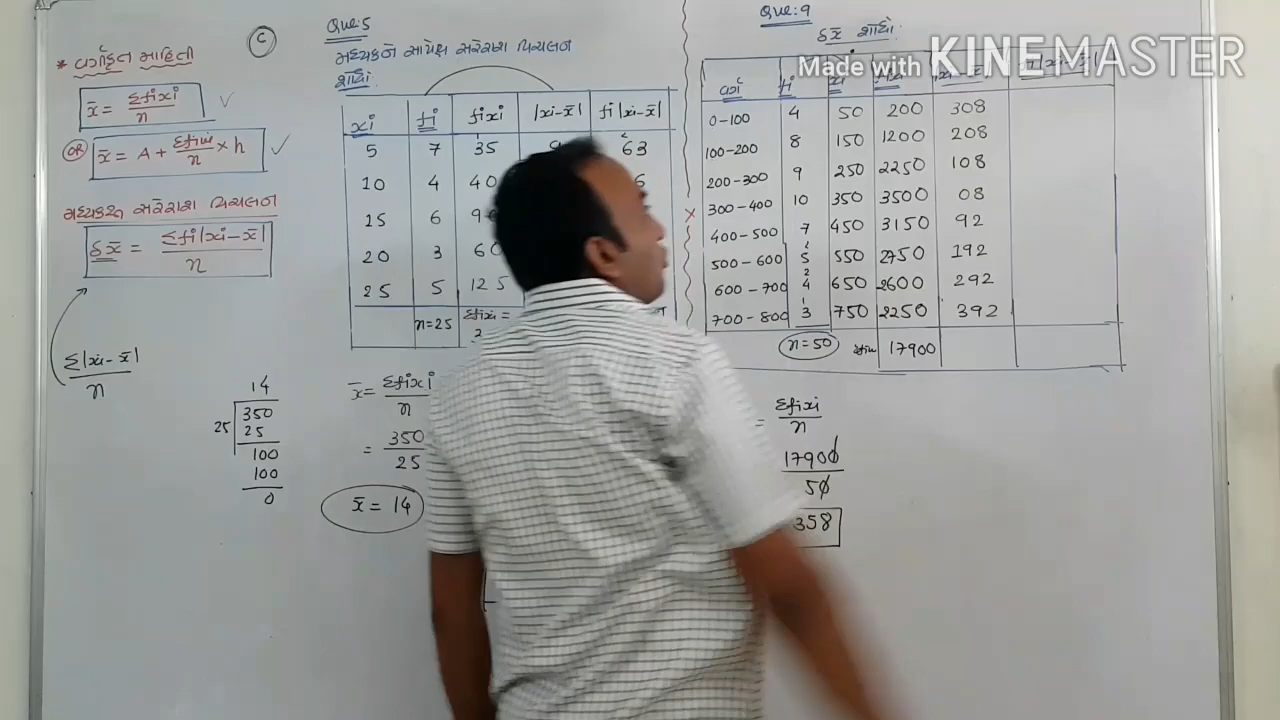 C
* વર્ગીકૃત માહિતી
x̄ = Σfixi / n
OR x̄ = A + Σfiui / n × h
મધ્યકસ્ત સરેરાશ વિચલન
δx̄ = Σfi|xi - x̄| / n
Σ|xi - x̄| / n
14
25 350
25
100
100
0
Que:5
મધ્યકને સાપેક્ષ સરેરાશ વિચલન
શોધો.
xi fi fixi |xi-x̄| fi|xi-x̄|
5 7 35 9 63
10 4 40
15 6
20 3 60
25 5 125
n=25 Σfixi =
x̄ = Σfixi / n
= 350 / 25
x̄ = 14
Que:9
δx̄ શોધો.
વર્ગ fi xi
0-100 4 50 200 308
100-200 8 150 1200 208
200-300 9 250 2250 108
300-400 10 350 3500 08
400-500 7 450 3150 92
500-600 5 550 2750 192
600-700 4 650 2600 292
700-800 3 750 2250 392
n=50 17900
= Σfixi / n
17900 / 50
358
Made with KINEMASTER